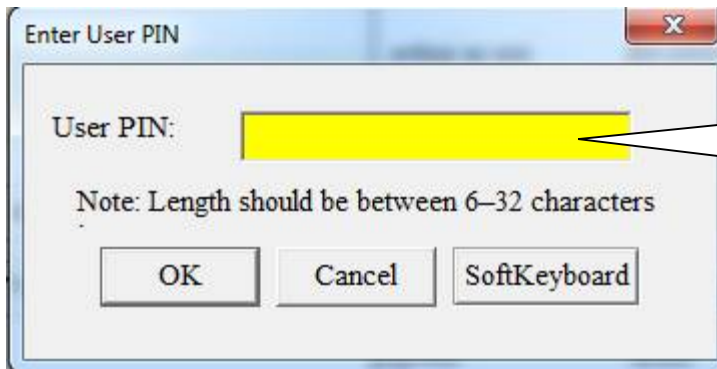 Enter User PIN
User PIN:
Note: Length should be between 6–32 characters
OK Cancel SoftKeyboard